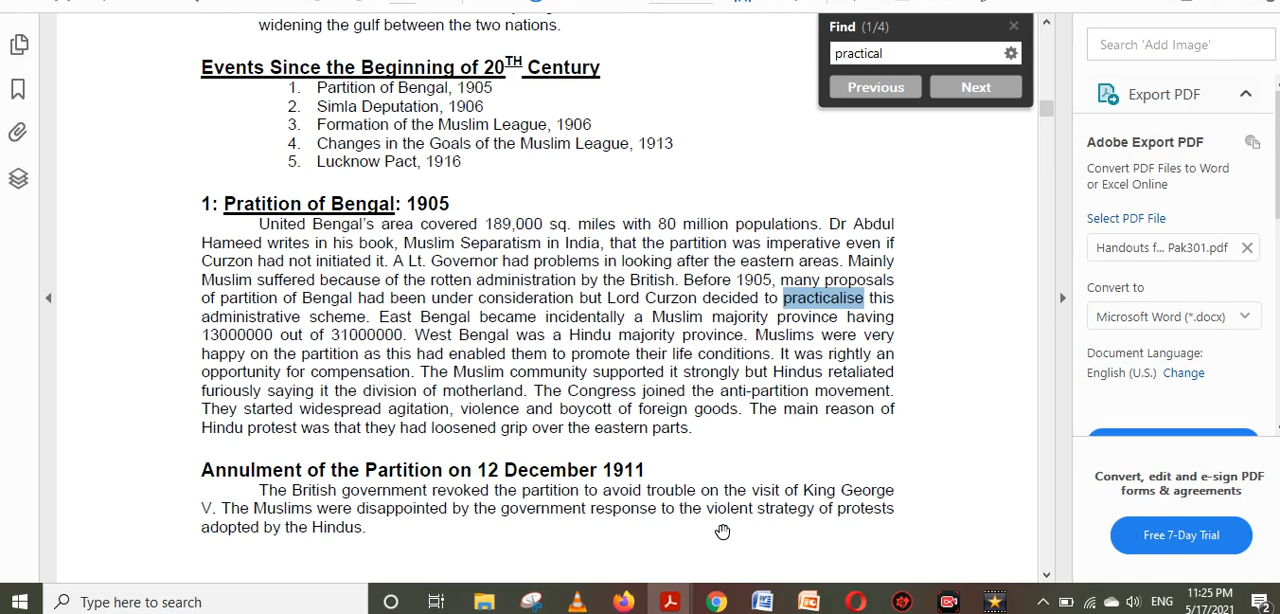 widening the gulf between the two nations.
Find (1/4)
practical
Previous Next
Events Since the Beginning of 20TH Century
1. Partition of Bengal, 1905
2. Simla Deputation, 1906
3. Formation of the Muslim League, 1906
4. Changes in the Goals of the Muslim League, 1913
5. Lucknow Pact, 1916
1: Pratition of Bengal: 1905
United Bengal's area covered 189,000 sq. miles with 80 million populations. Dr Abdul
Hameed writes in his book, Muslim Separatism in India, that the partition was imperative even if
Curzon had not initiated it. A Lt. Governor had problems in looking after the eastern areas. Mainly
Muslim suffered because of the rotten administration by the British. Before 1905, many proposals
of partition of Bengal had been under consideration but Lord Curzon decided to practicalise this
administrative scheme. East Bengal became incidentally a Muslim majority province having
13000000 out of 31000000. West Bengal was a Hindu majority province. Muslims were very
happy on the partition as this had enabled them to promote their life conditions. It was rightly an
opportunity for compensation. The Muslim community supported it strongly but Hindus retaliated
furiously saying it the division of motherland. The Congress joined the anti-partition movement.
They started widespread agitation, violence and boycott of foreign goods. The main reason of
Hindu protest was that they had loosened grip over the eastern parts.
Annulment of the Partition on 12 December 1911
The British government revoked the partition to avoid trouble on the visit of King George
V. The Muslims were disappointed by the government response to the violent strategy of protests
adopted by the Hindus.
Search 'Add Image'
Export PDF
Adobe Export PDF
Convert PDF Files to Word
or Excel Online
Select PDF File
Handouts f... Pak301.pdf
Convert to
Microsoft Word (*.docx)
Document Language:
English (U.S.) Change
Convert, edit and e-sign PDF
forms & agreements
Free 7-Day Trial
Type here to search
ENG
11:25 PM
5/17/2021